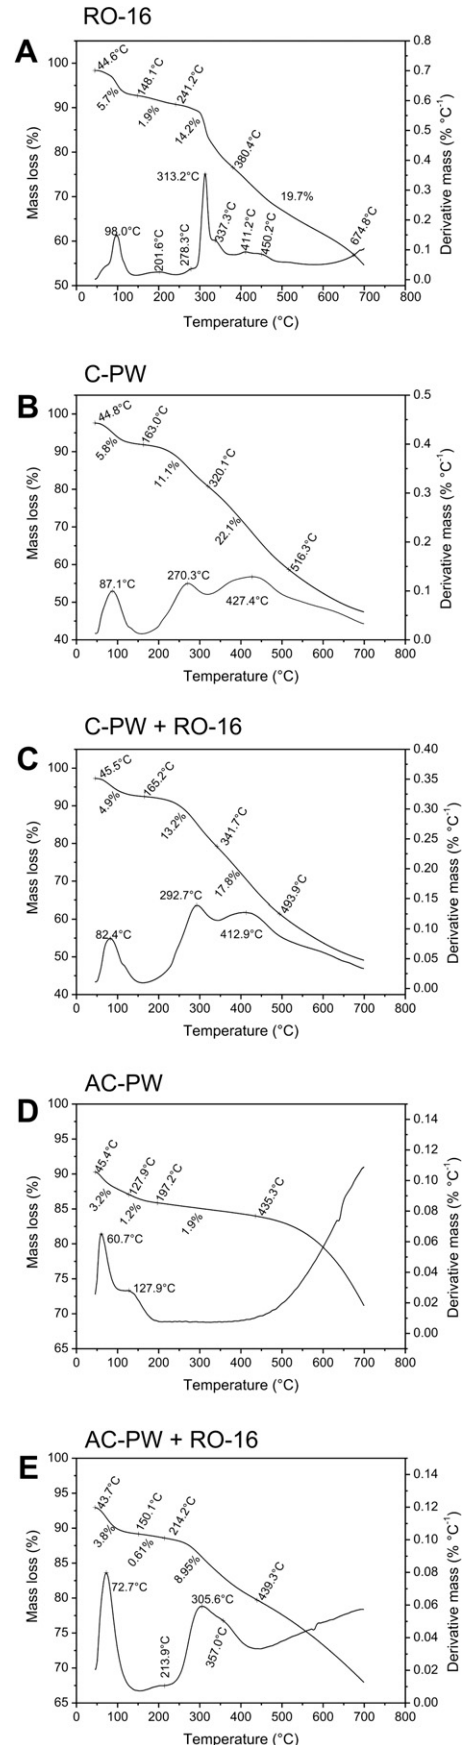 RO-16
A
Mass loss (%)
Derivative mass (% °C-1)
100
90
80
70
60
50
0.8
0.7
0.6
0.5
0.4
0.3
0.2
0.1
0.0
44.6°C
148.1°C
241.2°C
5.7%
1.9%
14.2%
380.4°C
19.7%
313.2°C
98.0°C
201.6°C
278.3°C
337.3°C
411.2°C
450.2°C
674.8°C
0 100 200 300 400 500 600 700 800
Temperature (°C)
C-PW
B
Mass loss (%)
Derivative mass (% °C-1)
100
90
80
70
60
50
40
0.5
0.4
0.3
0.2
0.1
0.0
44.8°C
163.0°C
5.8%
11.1%
320.1°C
22.1%
516.3°C
87.1°C
270.3°C
427.4°C
0 100 200 300 400 500 600 700 800
Temperature (°C)
C-PW + RO-16
C
Mass loss (%)
Derivative mass (% °C-1)
100
90
80
70
60
50
40
0.40
0.35
0.30
0.25
0.20
0.15
0.10
0.05
0.00
45.5°C
165.2°C
4.9%
13.2%
341.7°C
17.8%
493.9°C
82.4°C
292.7°C
412.9°C
0 100 200 300 400 500 600 700 800
Temperature (°C)
AC-PW
D
Mass loss (%)
Derivative mass (% °C-1)
100
95
90
85
80
75
70
65
0.14
0.12
0.10
0.08
0.06
0.04
0.02
0.00
45.4°C
127.9°C
197.2°C
3.2%
1.2%
1.9%
435.3°C
60.7°C
127.9°C
0 100 200 300 400 500 600 700 800
Temperature (°C)
AC-PW + RO-16
E
Mass loss (%)
Derivative mass (% °C-1)
100
95
90
85
80
75
70
65
0.14
0.12
0.10
0.08
0.06
0.04
0.02
0.00
43.7°C
150.1°C
214.2°C
3.8%
0.61%
8.95%
439.3°C
72.7°C
213.9°C
305.6°C
357.0°C
0 100 200 300 400 500 600 700 800
Temperature (°C)